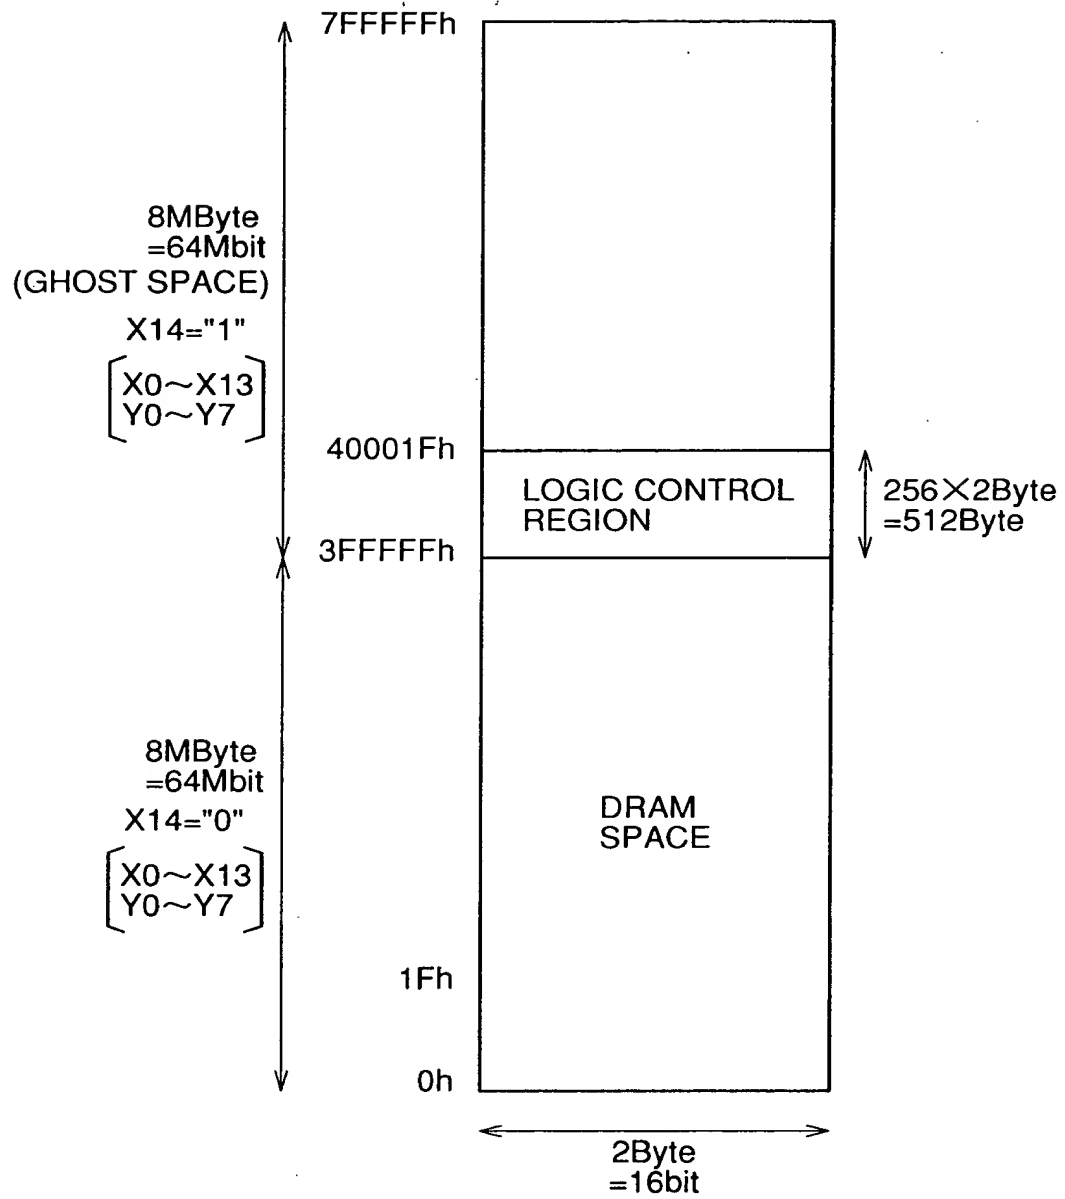 7FFFFFh
8MByte
=64Mbit
(GHOST SPACE)
X14="1"
X0~X13
Y0~Y7
40001Fh
LOGIC CONTROL
REGION
256×2Byte
=512Byte
3FFFFFh
8MByte
=64Mbit
X14="0"
X0~X13
Y0~Y7
DRAM
SPACE
1Fh
0h
2Byte
=16bit